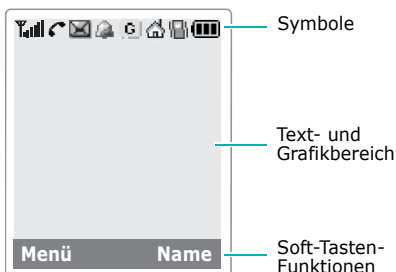 G
Symbole
Text- und
Grafikbereich
Menü Name
Soft-Tasten-
Funktionen